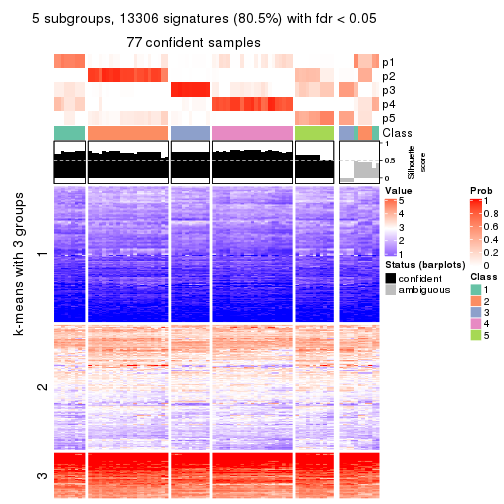 5 subgroups, 13306 signatures (80.5%) with fdr < 0.05
77 confident samples
p1
p2
p3
p4
p5
Class
1
0.5
0
Silhouette
score
k-means with 3 groups
1
2
3
Value
5
4
3
2
1
Status (barplots)
confident
ambiguous
Prob
1
0.8
0.6
0.4
0.2
0
Class
1
2
3
4
5